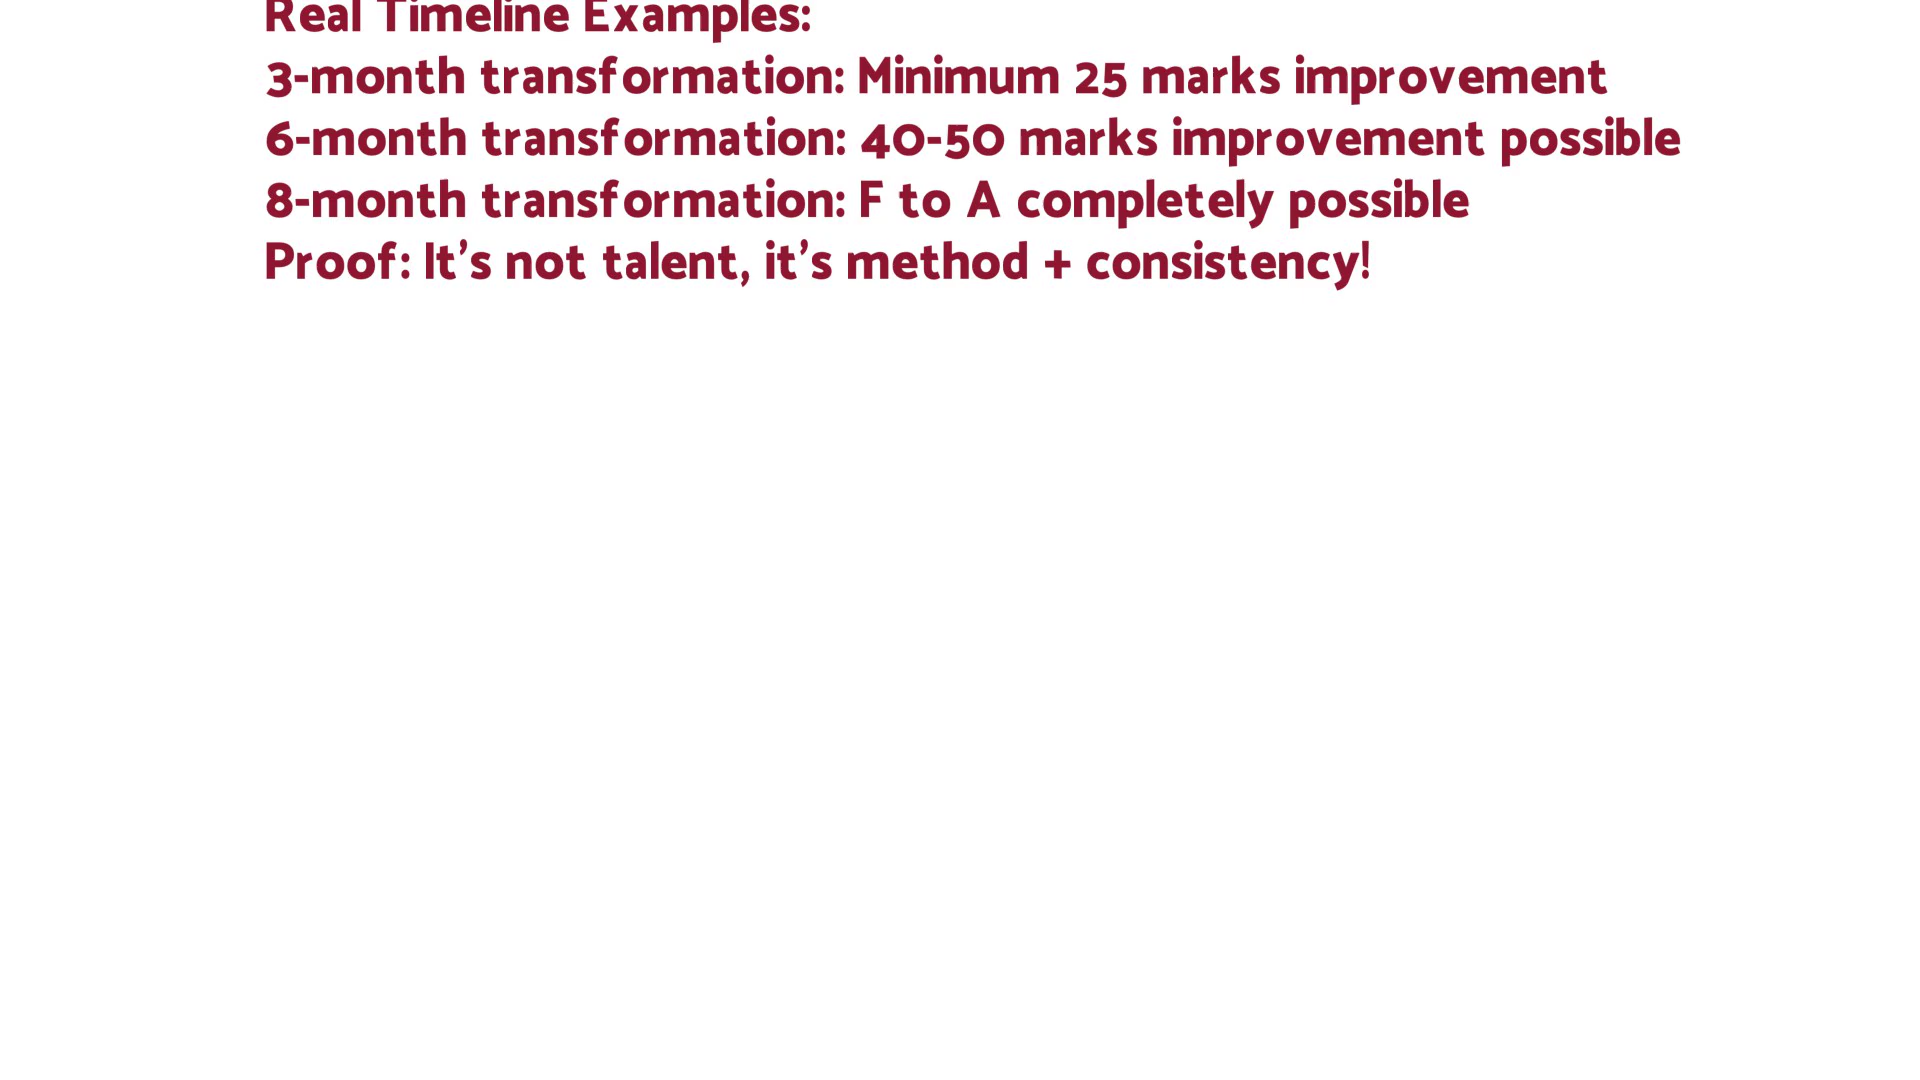 Real Timeline Examples:
3-month transformation: Minimum 25 marks improvement
6-month transformation: 40-50 marks improvement possible
8-month transformation: F to A completely possible
Proof: It’s not talent, it’s method + consistency!